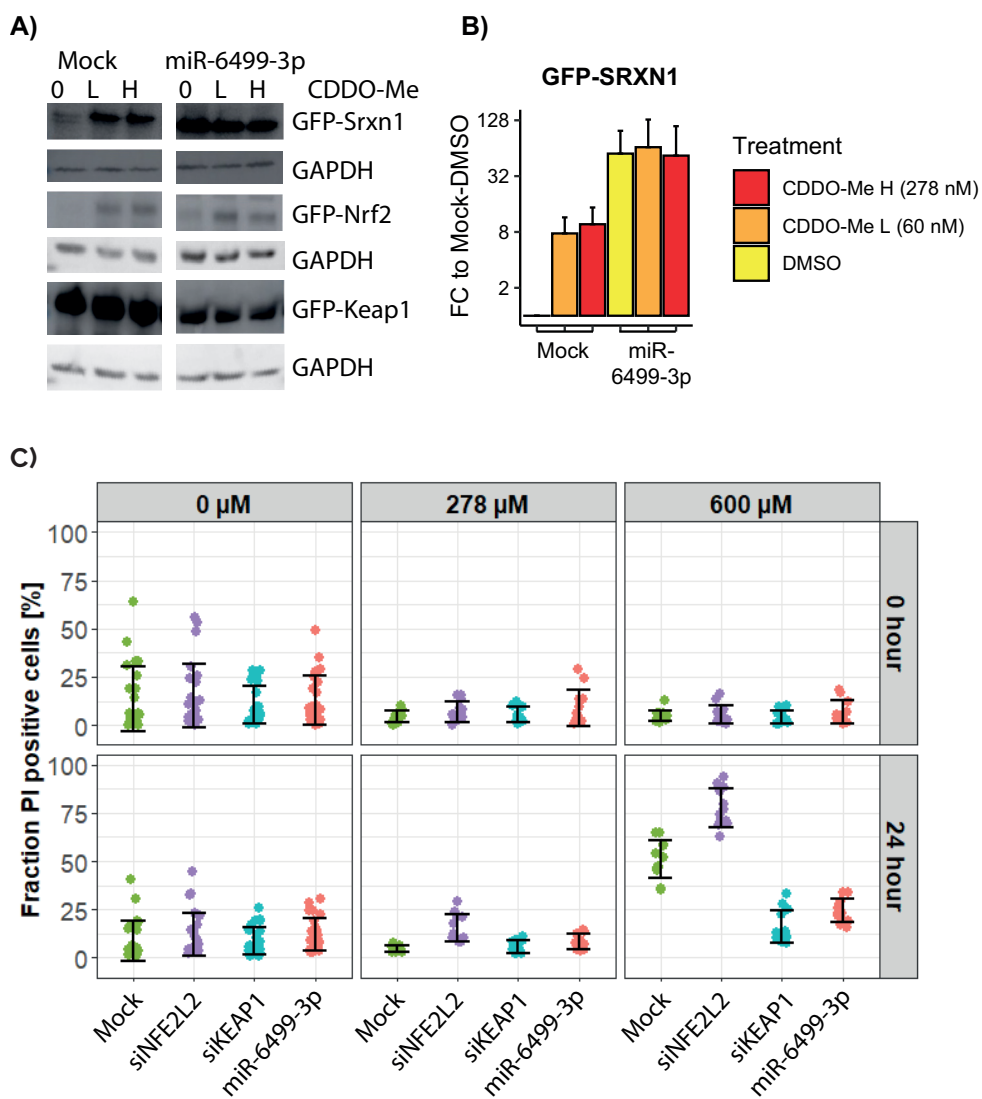 A)
Mock miR-6499-3p
0 L H 0 L H CDDO-Me
GFP-Srxn1
GAPDH
GFP-Nrf2
GAPDH
GFP-Keap1
GAPDH
B)
GFP-SRXN1
FC to Mock-DMSO
128
32
8
2
Mock miR-
6499-3p
Treatment
CDDO-Me H (278 nM)
CDDO-Me L (60 nM)
DMSO
C)
0 µM 278 µM 600 µM
Fraction PI positive cells [%]
100
75
50
25
0
0 hour
100
75
50
25
0
24 hour
Mock siNFE2L2 siKEAP1 miR-6499-3p Mock siNFE2L2 siKEAP1 miR-6499-3p Mock siNFE2L2 siKEAP1 miR-6499-3p